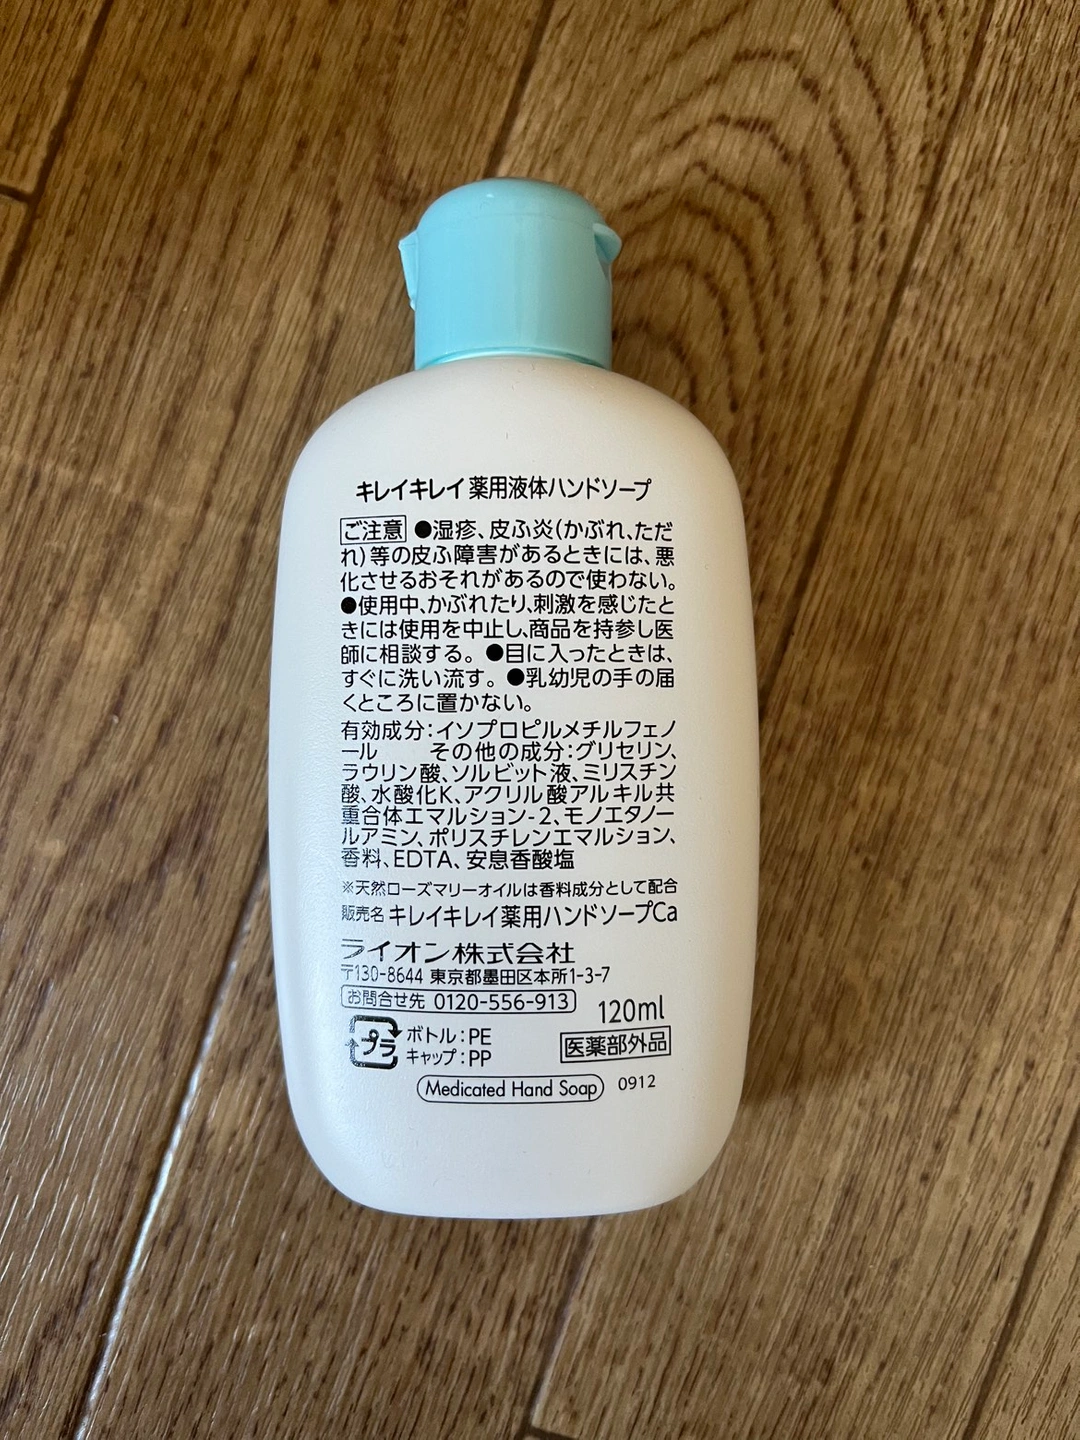 キレイキレイ 薬用液体ハンドソープ
ご注意 ●湿疹、皮ふ炎(かぶれ、ただ
れ)等の皮ふ障害があるときには、悪
化させるおそれがあるので使わない。
●使用中、かぶれたり、刺激を感じたと
きには使用を中止し、商品を持参し医
師に相談する。 ●目に入ったときは、
すぐに洗い流す。 ●乳幼児の手の届
くところに置かない。
有効成分：イソプロピルメチルフェノ
ール　　その他の成分：グリセリン、
ラウリン酸、ソルビット液、ミリスチン
酸、水酸化K、アクリル酸アルキル共
重合体エマルション-2、モノエタノー
ルアミン、ポリスチレンエマルション、
香料、EDTA、安息香酸塩
※天然ローズマリーオイルは香料成分として配合
販売名 キレイキレイ薬用ハンドソープCa
ライオン株式会社
〒130-8644 東京都墨田区本所1-3-7
お問合せ先 0120-556-913
120ml
プラ ボトル：PE
キャップ：PP
医薬部外品
Medicated Hand Soap 0912